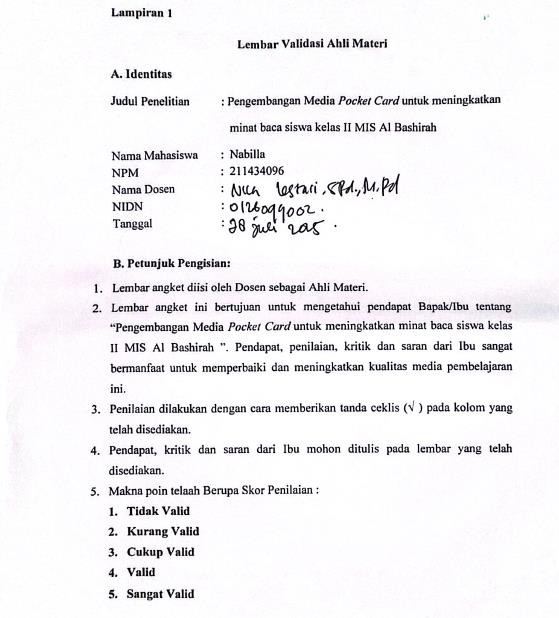 Lampiran 1
Lembar Validasi Ahli Materi
A. Identitas
Judul Penelitian : Pengembangan Media Pocket Card untuk meningkatkan
minat baca siswa kelas II MIS Al Bashirah
Nama Mahasiswa : Nabilla
NPM : 211434096
Nama Dosen : Lestari, S.Pd., M.Pd
NIDN : 0126099002.
Tanggal : 28 juli 2025.
B. Petunjuk Pengisian:
1. Lembar angket diisi oleh Dosen sebagai Ahli Materi.
2. Lembar angket ini bertujuan untuk mengetahui pendapat Bapak/Ibu tentang
“Pengembangan Media Pocket Card untuk meningkatkan minat baca siswa kelas
II MIS Al Bashirah ”. Pendapat, penilaian, kritik dan saran dari Ibu sangat
bermanfaat untuk memperbaiki dan meningkatkan kualitas media pembelajaran
ini.
3. Penilaian dilakukan dengan cara memberikan tanda ceklis (√ ) pada kolom yang
telah disediakan.
4. Pendapat, kritik dan saran dari Ibu mohon ditulis pada lembar yang telah
disediakan.
5. Makna poin telaah Berupa Skor Penilaian :
1. Tidak Valid
2. Kurang Valid
3. Cukup Valid
4. Valid
5. Sangat Valid